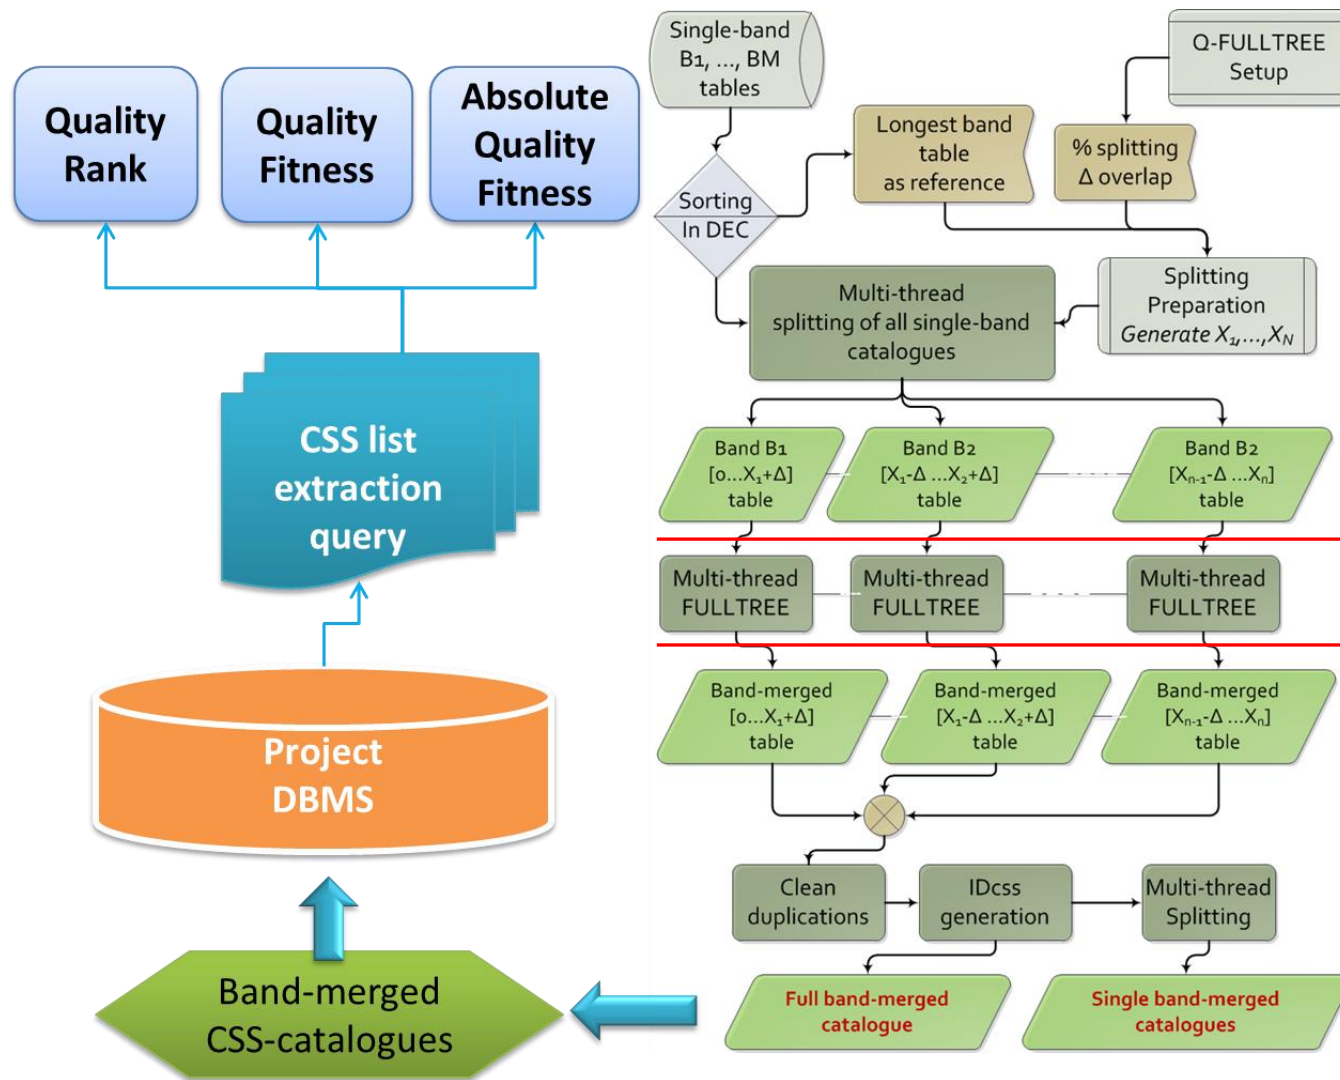 Quality
Rank
Quality
Fitness
Absolute
Quality
Fitness
CSS list
extraction
query
Project
DBMS
Band-merged
CSS-catalogues
Single-band
B1, ..., BM
tables
Q-FULLTREE
Setup
Longest band
table
as reference
% splitting
Δ overlap
Sorting
In DEC
Multi-thread
splitting of all single-band
catalogues
Splitting
Preparation
Generate X₁,...,X_N
Band B1
[0...X₁+Δ]
table
Band B2
[X₁-Δ ...X₂+Δ]
table
Band B2
[Xₙ₋₁-Δ ...Xₙ]
table
Multi-thread
FULLTREE
Multi-thread
FULLTREE
Multi-thread
FULLTREE
Band-merged
[0...X₁+Δ]
table
Band-merged
[X₁-Δ ...X₂+Δ]
table
Band-merged
[Xₙ₋₁-Δ ...Xₙ]
table
Clean
duplications
IDcss
generation
Multi-thread
Splitting
Full band-merged
catalogue
Single band-merged
catalogues